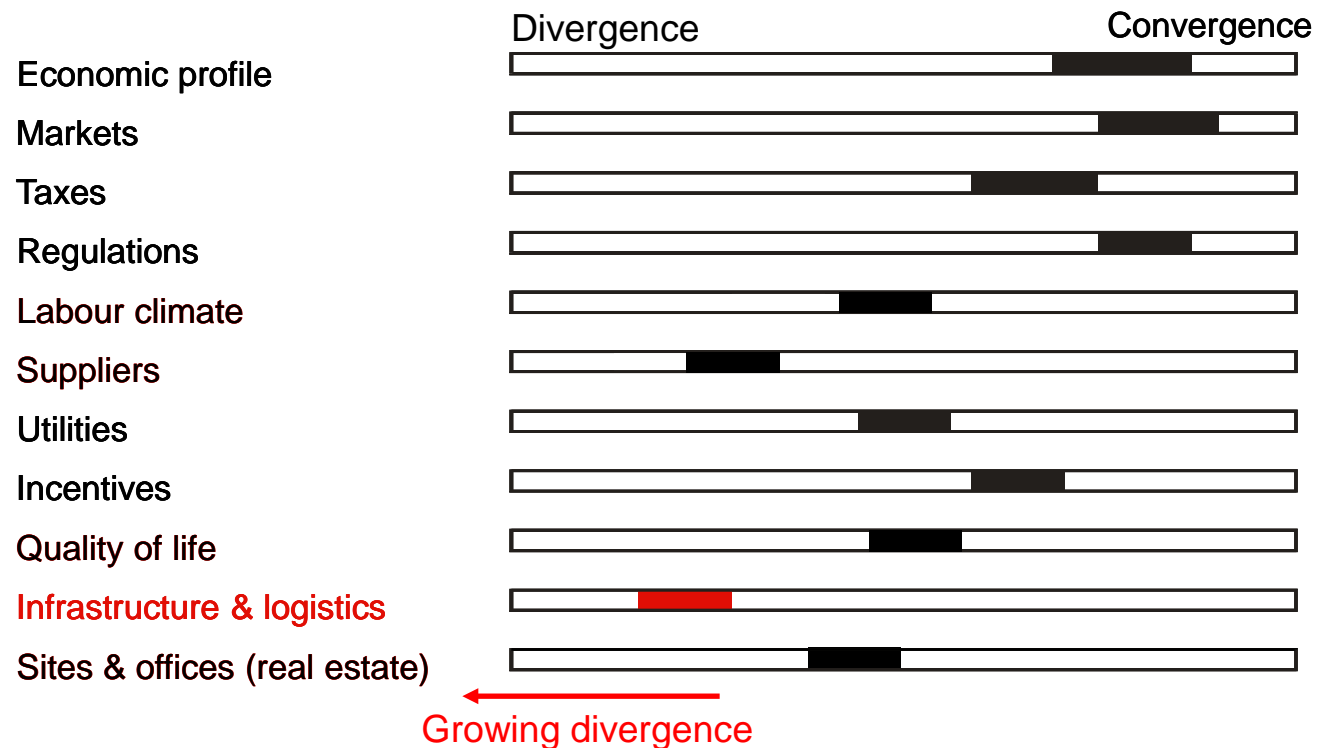 Divergence
Convergence
Economic profile
Markets
Taxes
Regulations
Labour climate
Suppliers
Utilities
Incentives
Quality of life
Infrastructure & logistics
Sites & offices (real estate)
Growing divergence